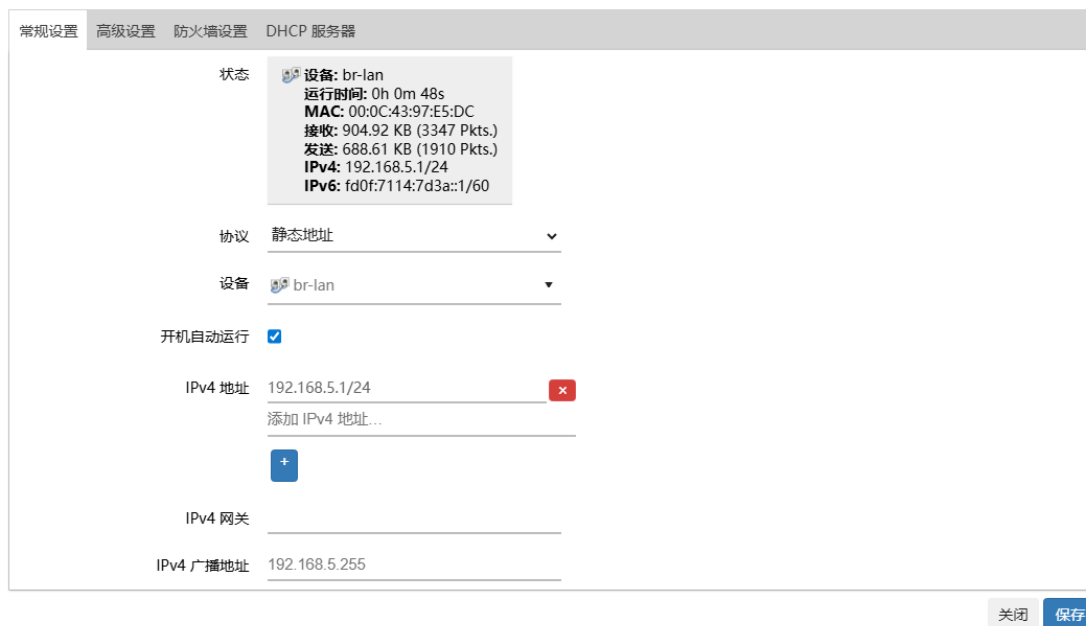 常规设置 高级设置 防火墙设置 DHCP 服务器
状态
设备: br-lan
运行时间: 0h 0m 48s
MAC: 00:0C:43:97:E5:DC
接收: 904.92 KB (3347 Pkts.)
发送: 688.61 KB (1910 Pkts.)
IPv4: 192.168.5.1/24
IPv6: fd0f:7114:7d3a::1/60
协议 静态地址
设备 br-lan
开机自动运行
IPv4 地址 192.168.5.1/24 ×
添加 IPv4 地址...
+
IPv4 网关
IPv4 广播地址 192.168.5.255
关闭 保存